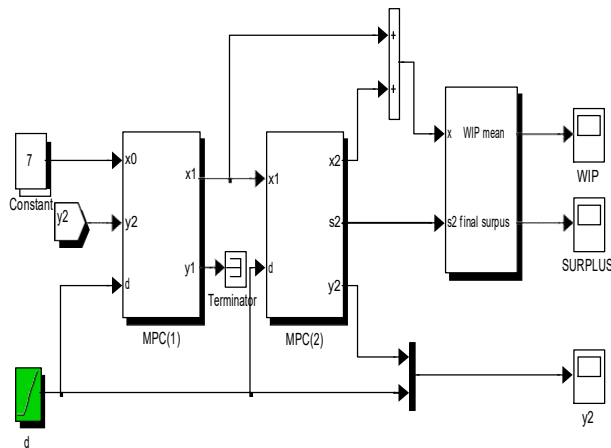 +
+
7
Constant
y2
x0
y2
d
x1
y1
MPC(1)
Terminator
x1
d
x2
s2
y2
MPC(2)
x WIP mean
s2 final surpus
WIP
SURPLUS
d
y2